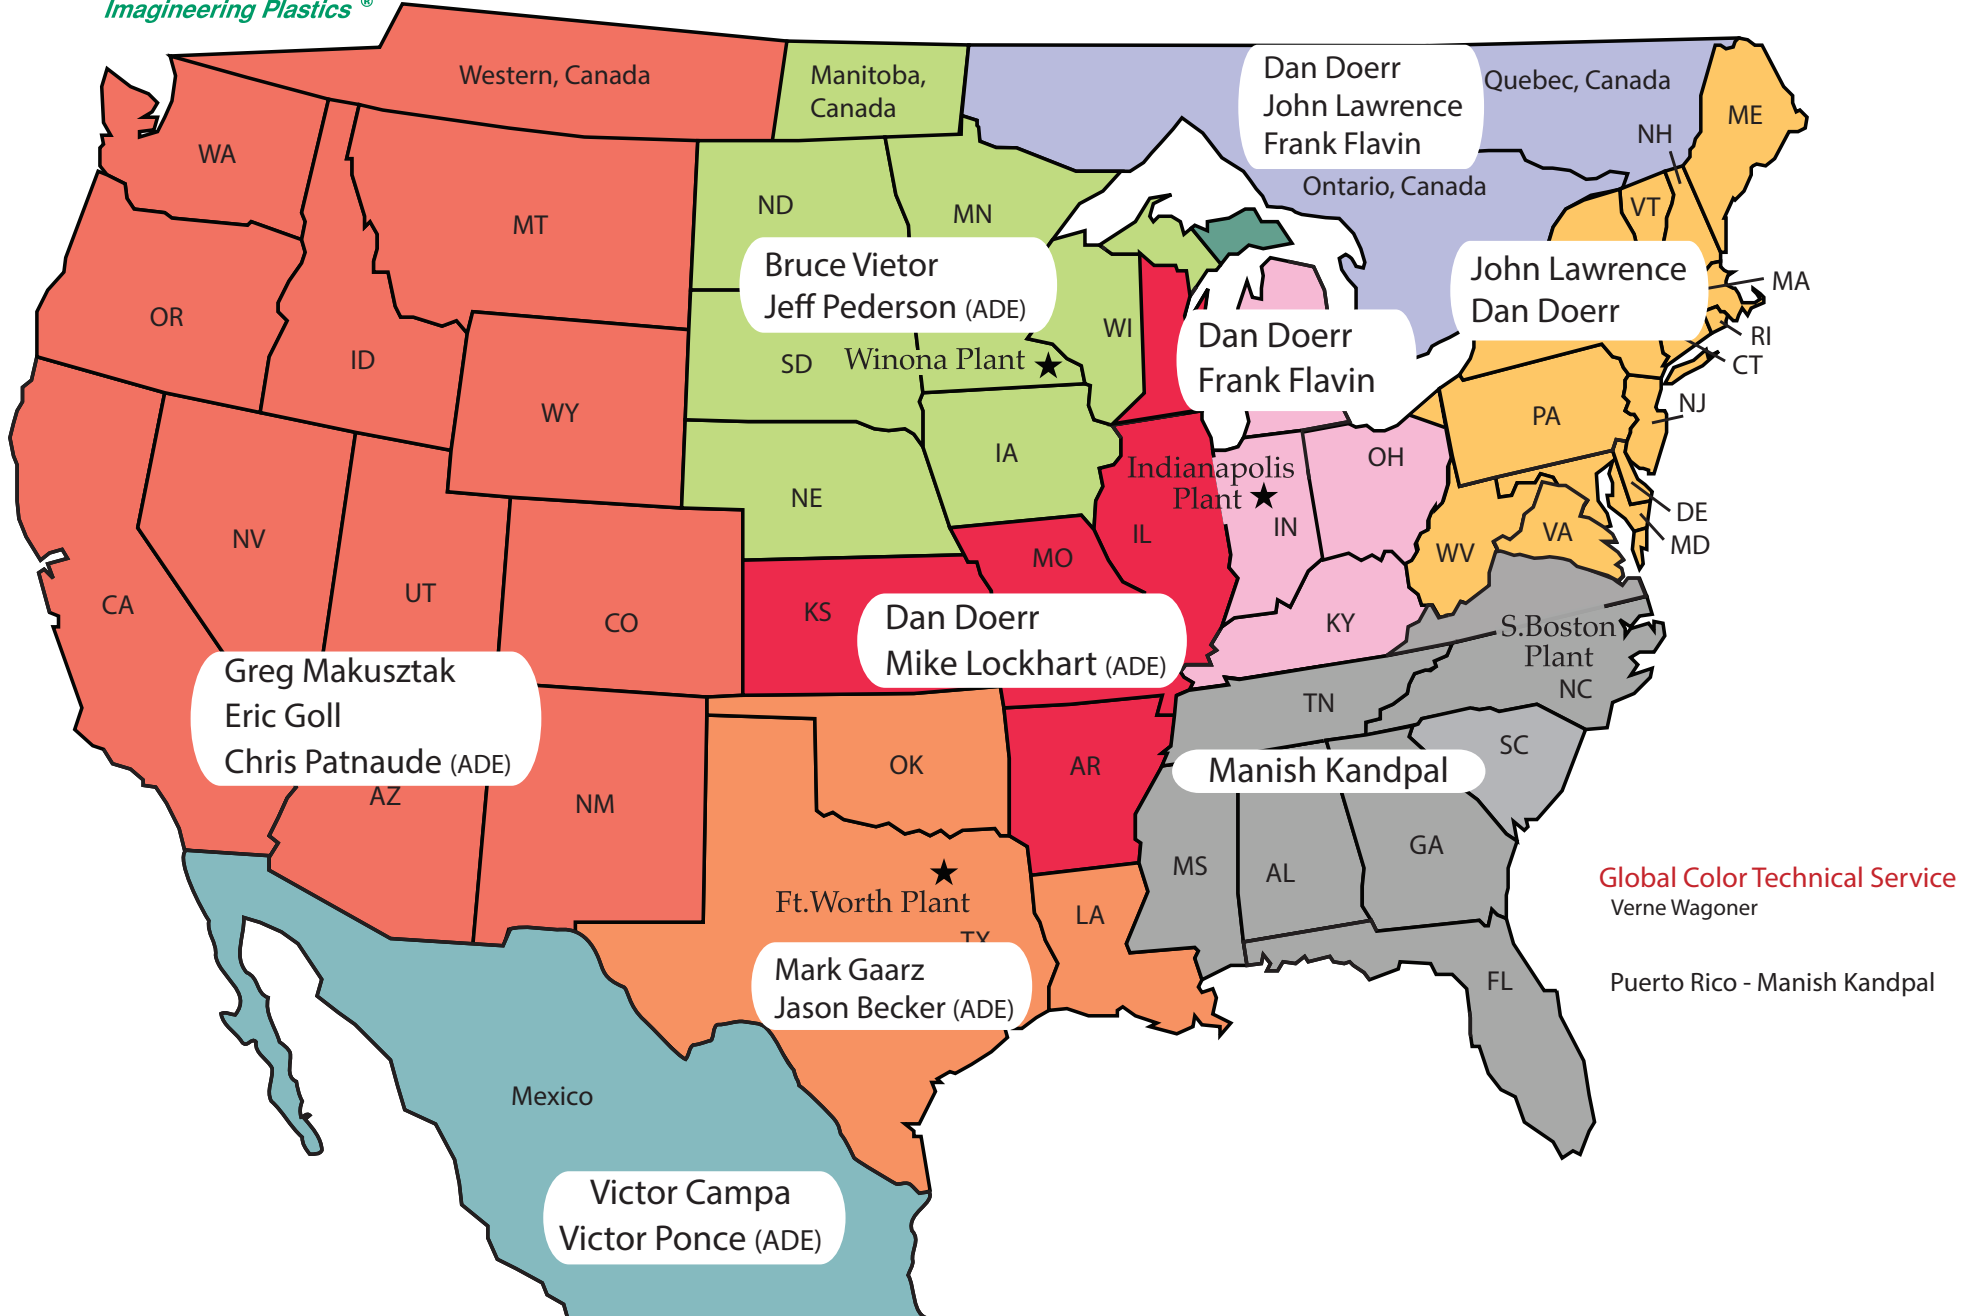 Imagineering Plastics ®
Western, Canada
Manitoba,
Canada
Dan Doerr
John Lawrence
Frank Flavin
Quebec, Canada
ME
NH
WA
Ontario, Canada
ND
MN
VT
MT
Bruce Vietor
Jeff Pederson (ADE)
John Lawrence
Dan Doerr
MA
OR
WI
Dan Doerr
Frank Flavin
RI
CT
ID
SD
Winona Plant
WY
NJ
PA
IA
OH
Indianapolis
Plant
NE
IN
DE
MD
NV
IL
VA
WV
MO
UT
CA
KS
CO
Dan Doerr
Mike Lockhart (ADE)
KY
S.Boston
Plant
NC
Greg Makusztak
Eric Goll
Chris Patnaude (ADE)
TN
SC
OK
AR
Manish Kandpal
AZ
NM
GA
MS
AL
Global Color Technical Service
Verne Wagoner
Ft.Worth Plant
LA
TX
Mark Gaarz
Jason Becker (ADE)
FL
Puerto Rico - Manish Kandpal
Mexico
Victor Campa
Victor Ponce (ADE)